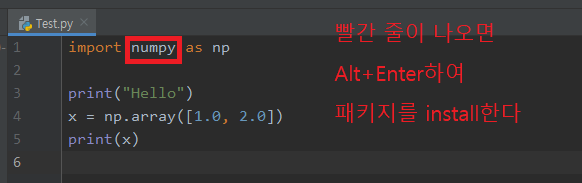 Test.py
1 import numpy as np
2
3 print("Hello")
4 x = np.array([1.0, 2.0])
5 print(x)
6
빨간 줄이 나오면
Alt+Enter하여
패키지를 install한다